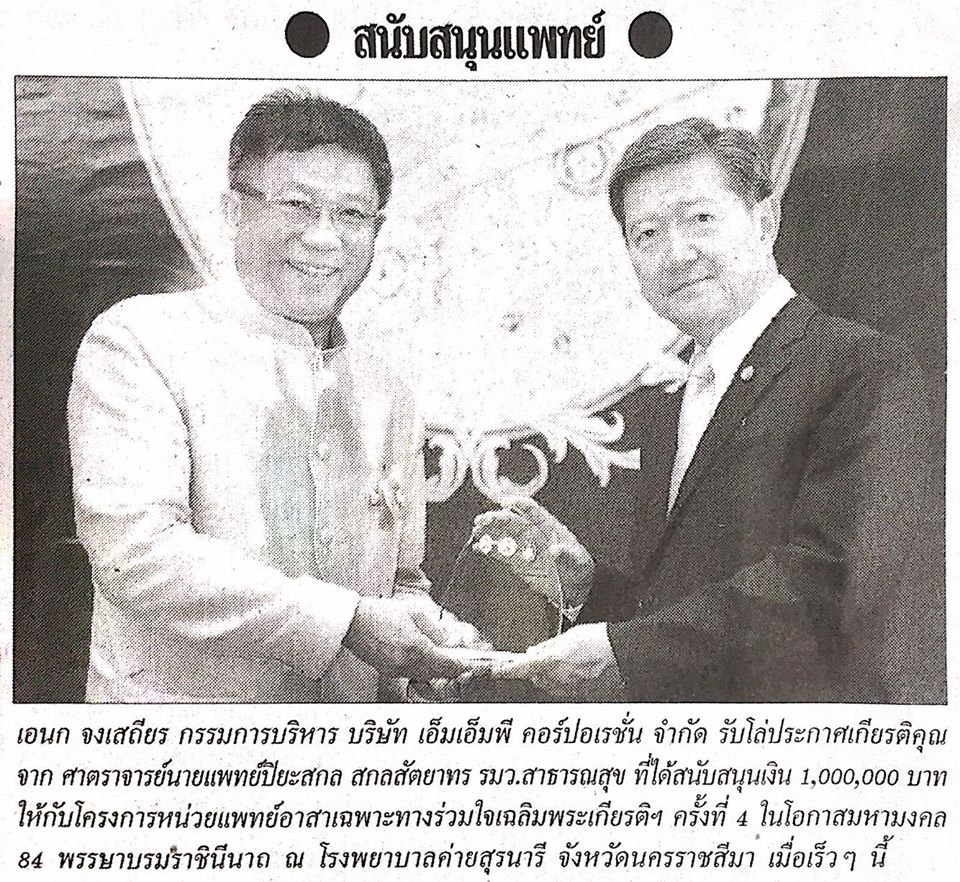 ● สนับสนุนแพทย์ ●
เอนก จงเสถียร กรรมการบริหาร บริษัท เอ็มเอ็มพี คอร์ปอเรชั่น จำกัด รับโล่ประกาศเกียรติคุณ
จาก ศาตราจารย์นายแพทย์ปิยะสกล สกลสัตยาทร รมว.สาธารณสุข ที่ได้สนับสนุนเงิน 1,000,000 บาท
ให้กับโครงการหน่วยแพทย์อาสาเฉพาะทางร่วมใจเฉลิมพระเกียรติฯ ครั้งที่ 4 ในโอกาสมหามงคล
84 พรรษาบรมราชินีนาถ ณ โรงพยาบาลค่ายสุรนารี จังหวัดนครราชสีมา เมื่อเร็วๆ นี้